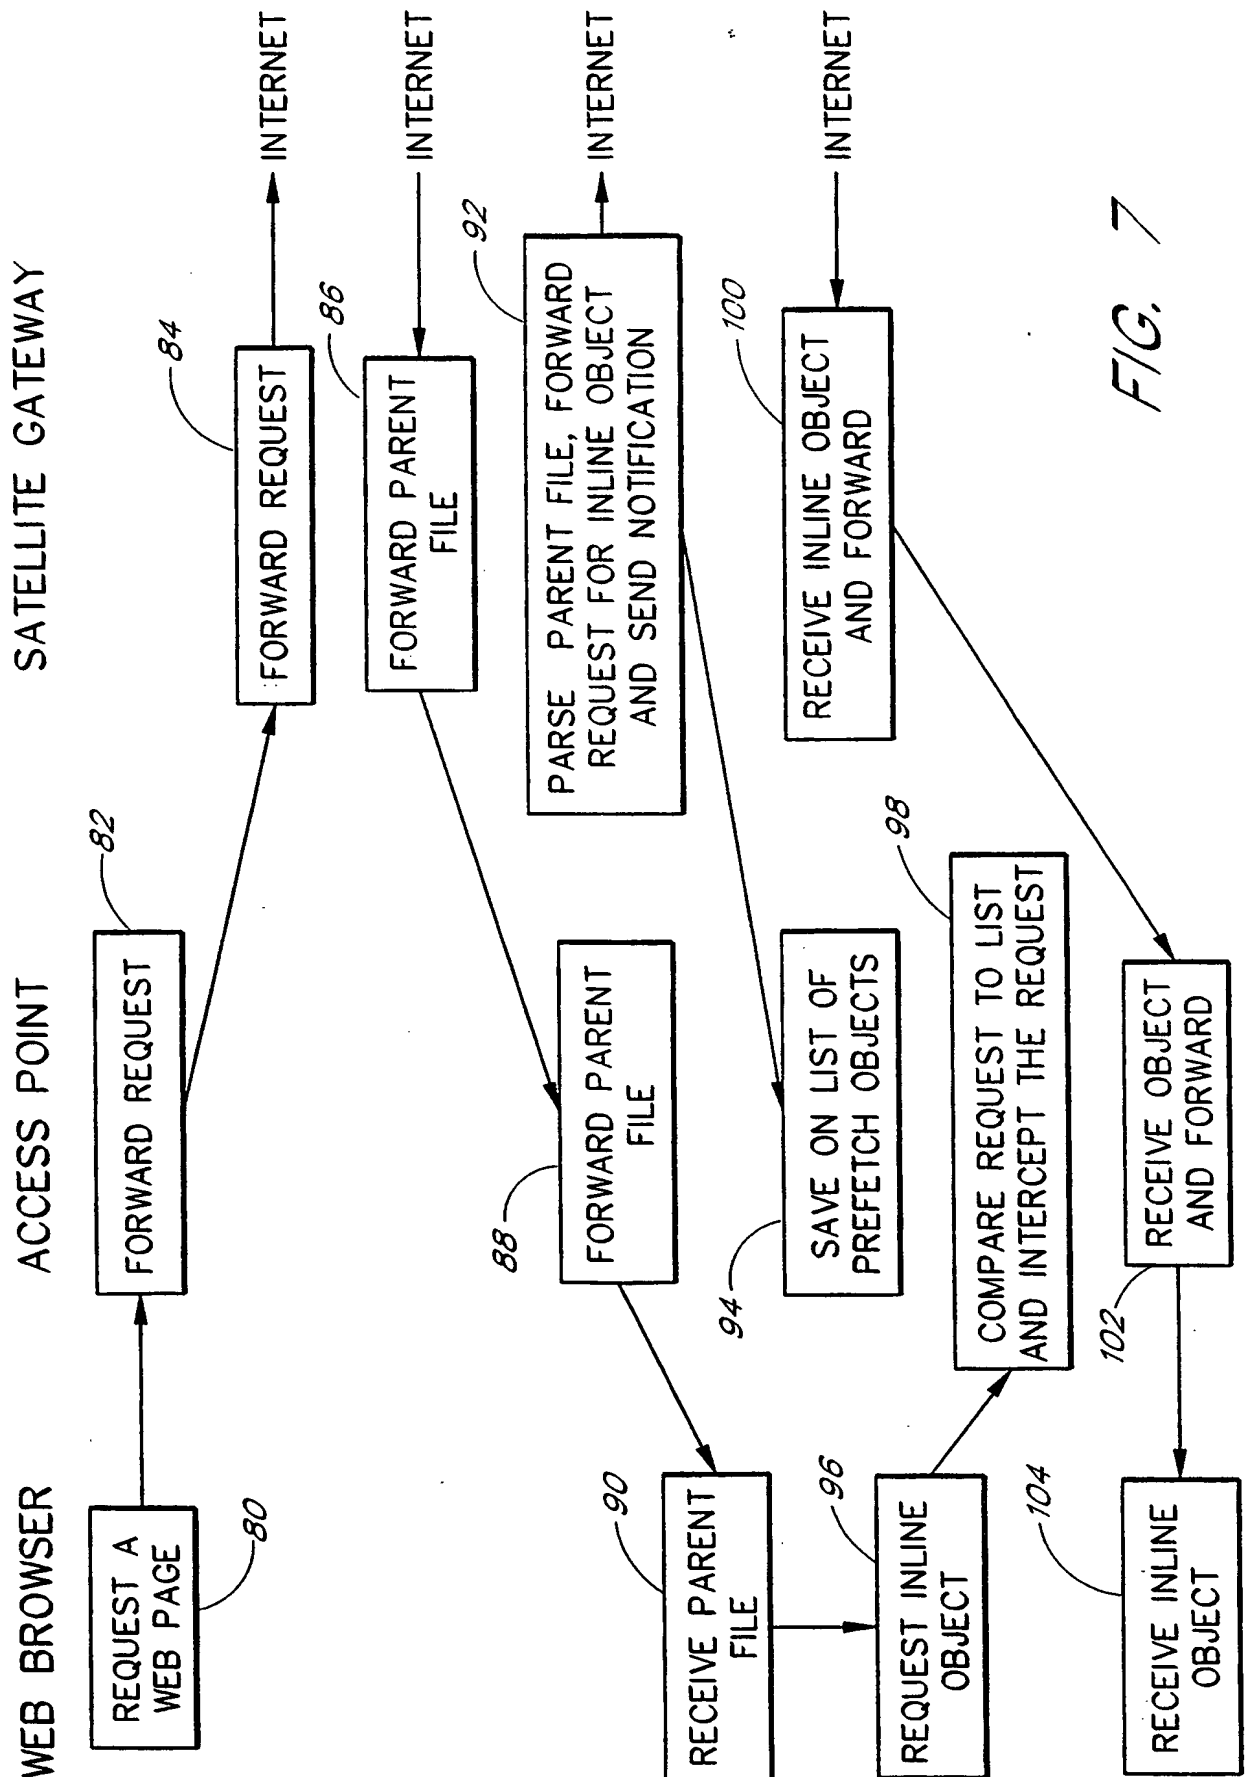 WEB BROWSER
ACCESS POINT
SATELLITE GATEWAY
REQUEST A
WEB PAGE
80
FORWARD REQUEST
82
FORWARD REQUEST
84
INTERNET
FORWARD PARENT
FILE
86
INTERNET
FORWARD PARENT
FILE
88
RECEIVE PARENT
FILE
90
PARSE PARENT FILE, FORWARD
REQUEST FOR INLINE OBJECT
AND SEND NOTIFICATION
92
INTERNET
SAVE ON LIST OF
PREFETCH OBJECTS
94
REQUEST INLINE
OBJECT
96
COMPARE REQUEST TO LIST
AND INTERCEPT THE REQUEST
98
RECEIVE INLINE OBJECT
AND FORWARD
100
INTERNET
RECEIVE OBJECT
AND FORWARD
102
RECEIVE INLINE
OBJECT
104
FIG. 7